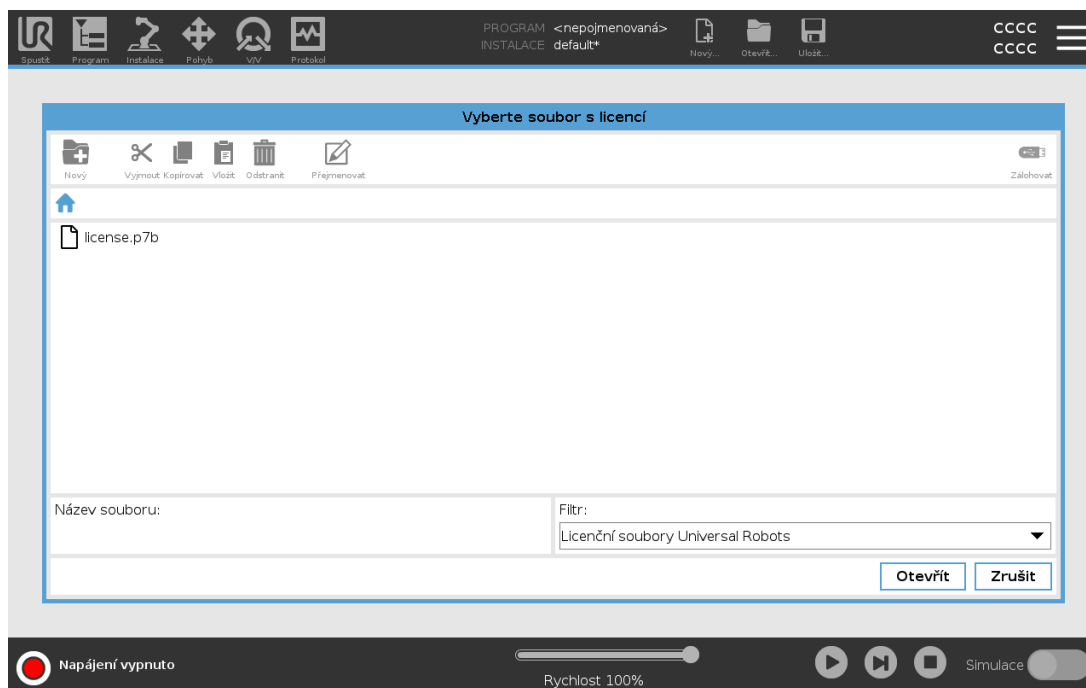 PROGRAM <nepojmenovaná>
INSTALACE default*
CCCC
CCCC
Spustit Program Instalace Pohyb V/V Protokol Nový... Otevřít... Uložit...
Vyberte soubor s licencí
Nový Vyjmout Kopírovat Vložit Odstranit Přejmenovat Zálohovat
license.p7b
Název souboru: Filtr:
Licenční soubory Universal Robots
Otevřít Zrušit
Napájení vypnuto Rychlost 100% Simulace